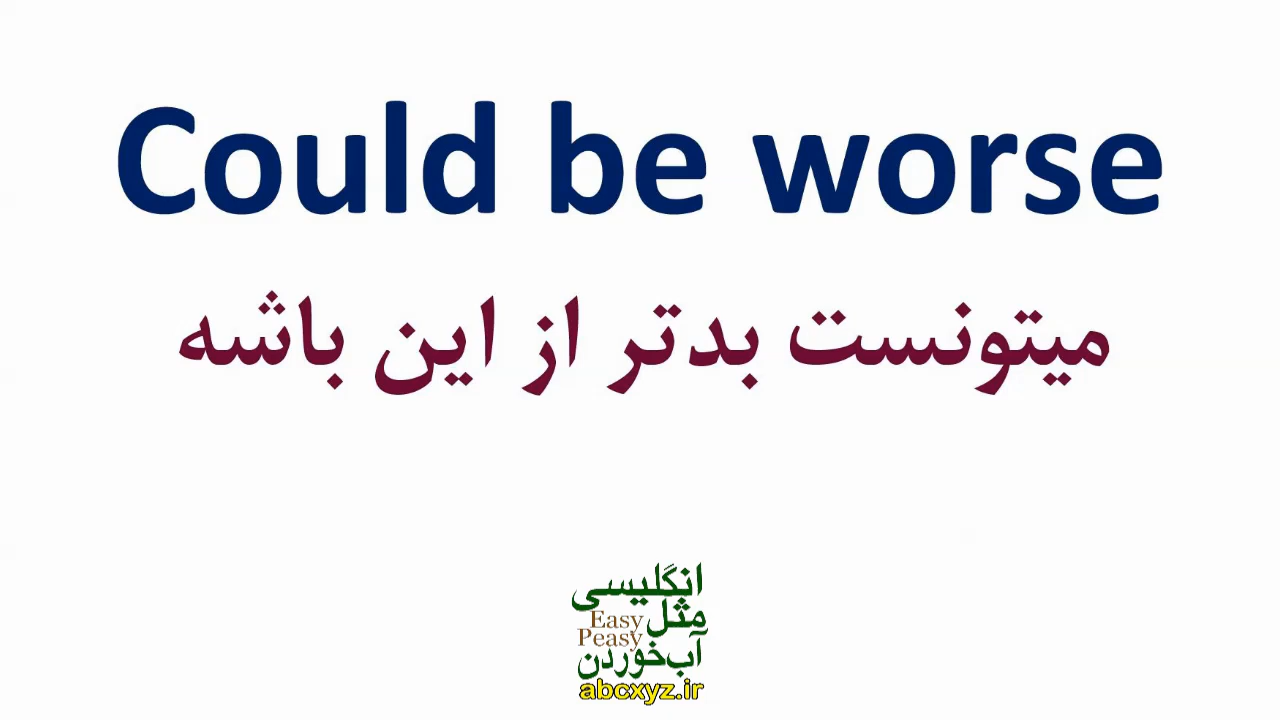 Could be worse
میتونست بدتر از این باشه
انگلیسی
مثل
Easy
Peasy
آب‌خوردن
abcxyz.ir